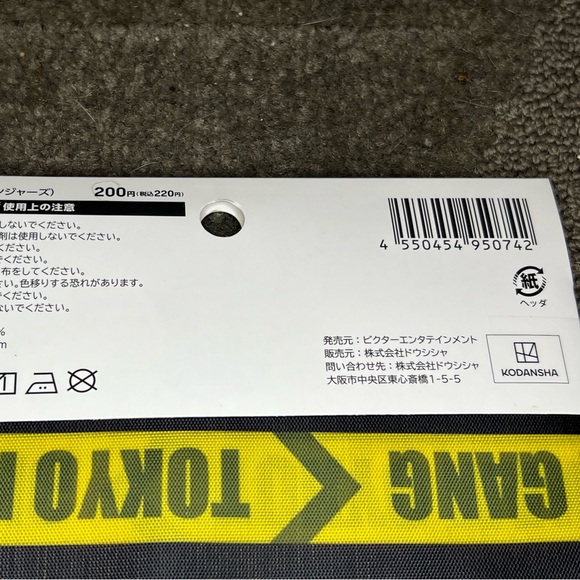 ンジャーズ) 200円(税込220円)
使用上の注意
しないでください。
剤は使用しないでください。
ください。
でください。
布をしてください。
さい。色移りする恐れがあります。
でください。
ないでください。
%
m
4 550454 950742
紙
ヘッダ
発売元：ビクターエンタテインメント
販売元：株式会社ドウシシャ
問い合わせ先：株式会社ドウシシャ
大阪市中央区東心斎橋1-5-5
KODANSHA
TOKYO
GANG